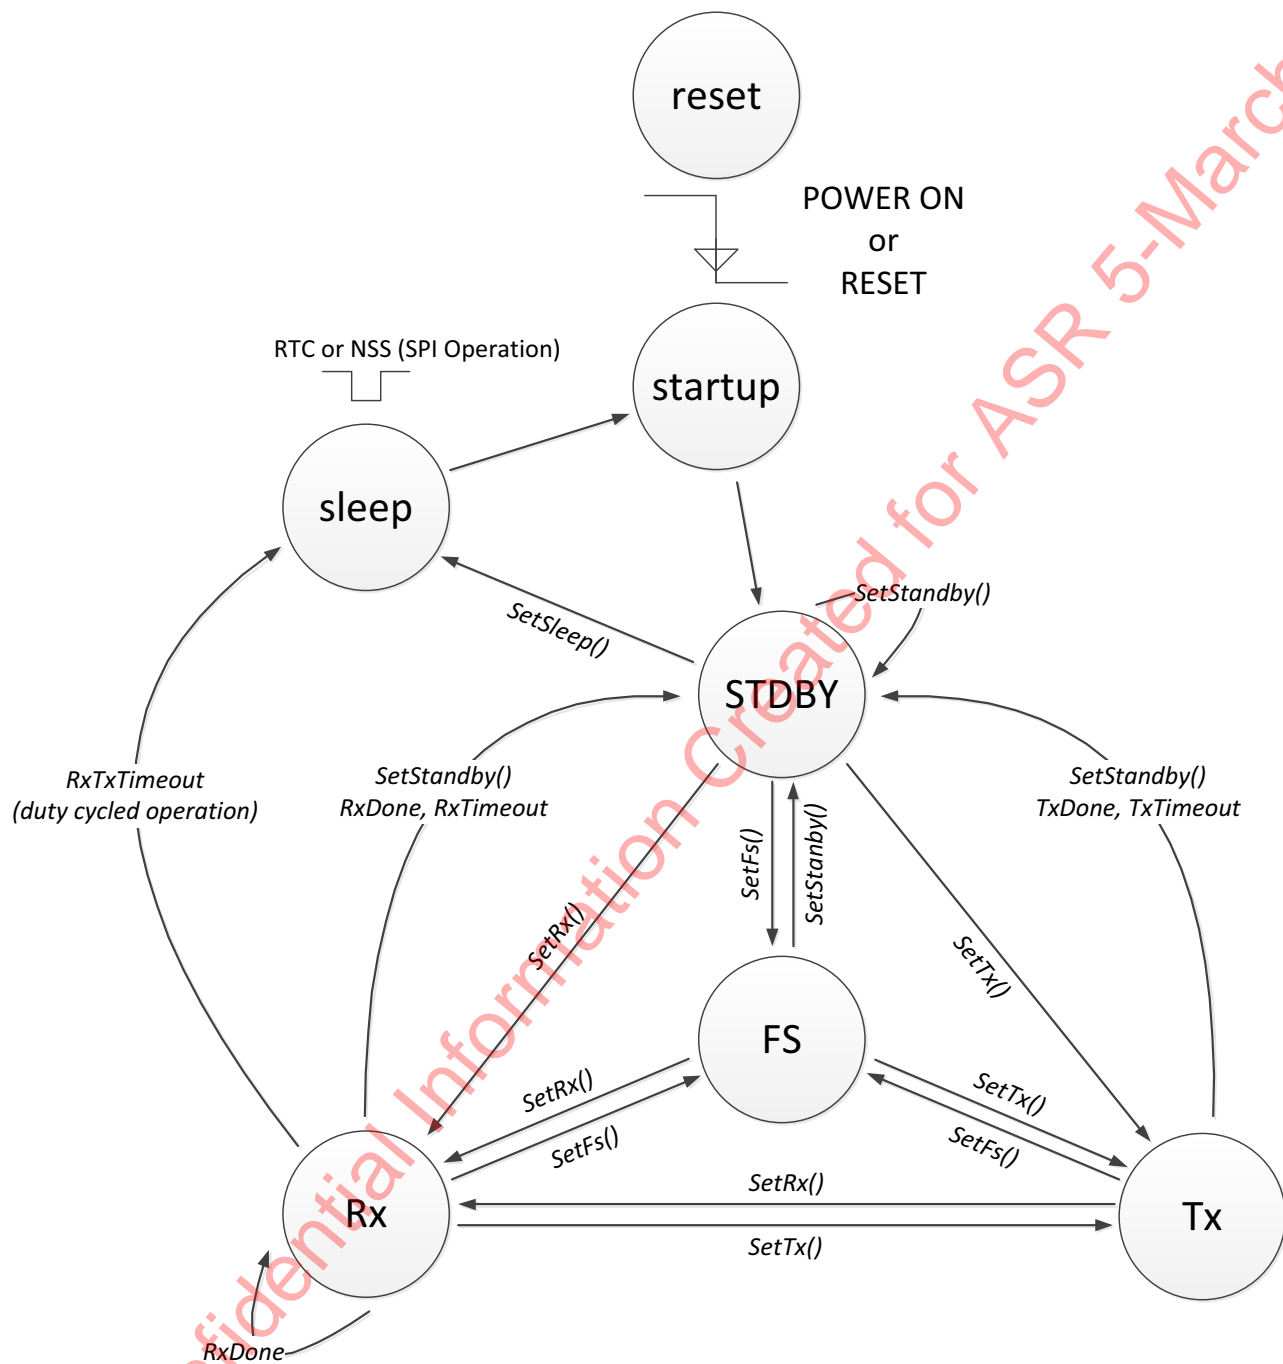 reset
POWER ON
or
RESET
RTC or NSS (SPI Operation)
startup
sleep
SetStandby()
SetSleep()
STDBY
RxTxTimeout
(duty cycled operation)
SetStandby()
RxDone, RxTimeout
SetStandby()
TxDone, TxTimeout
SetFs()
SetStanby()
SetRx()
SetTx()
FS
SetRx()
SetFs()
SetTx()
SetFs()
SetRx()
Rx
Tx
SetTx()
RxDone
Information Created for ASR 5-March